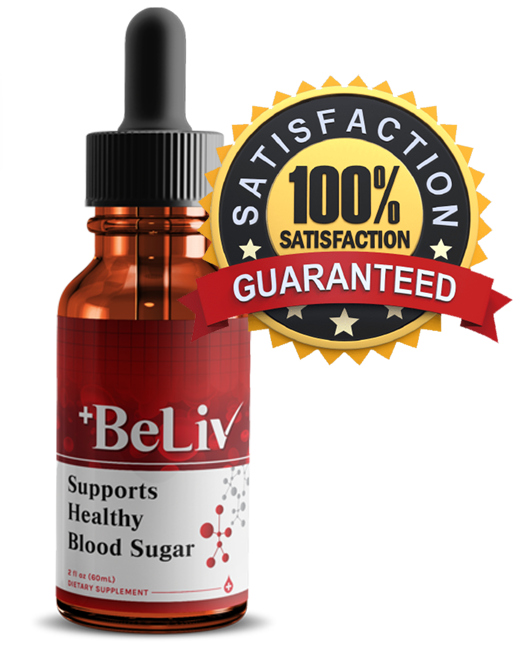 SATISFACTION
100%
SATISFACTION
GUARANTEED
+BeLiv
Supports
Healthy
Blood Sugar
2 fl oz (60mL)
DIETARY SUPPLEMENT